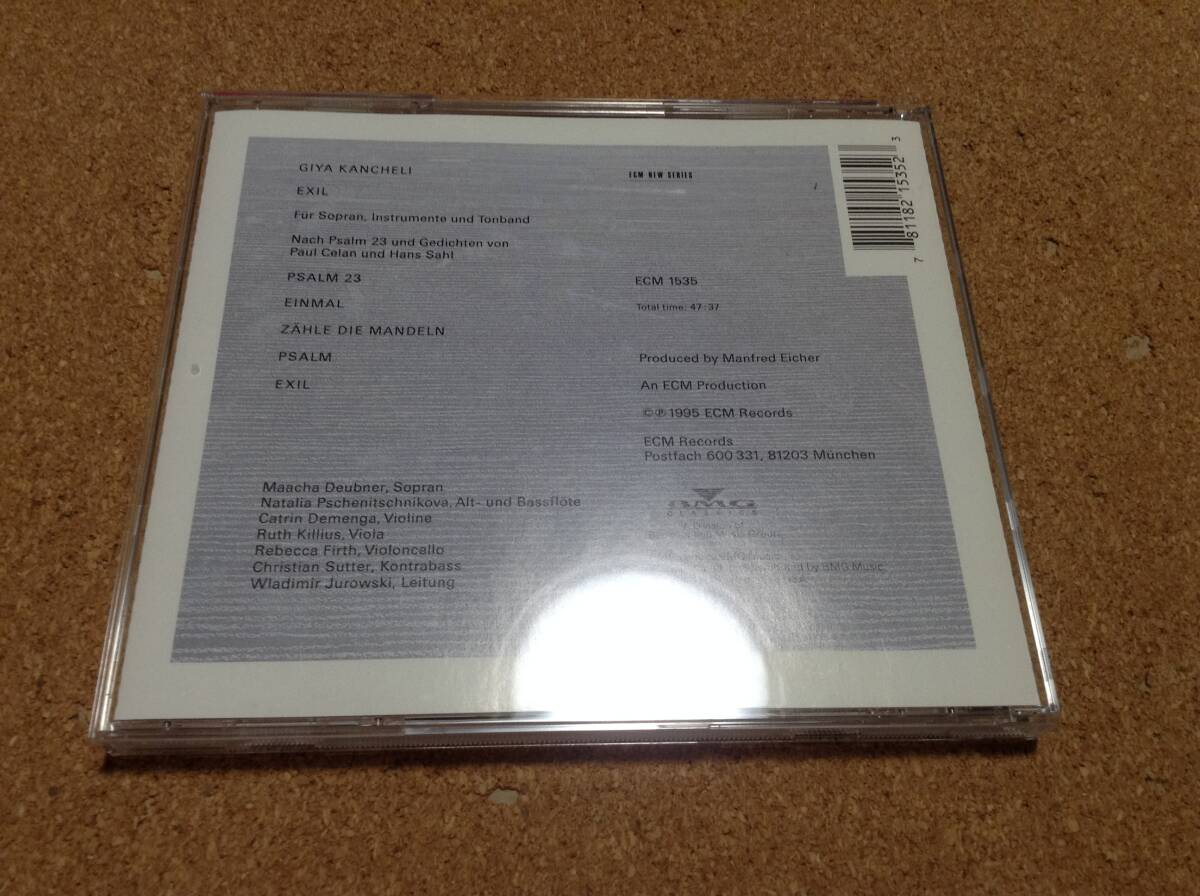 GIYA KANCHELI
EXIL
Für Sopran, Instrumente und Tonband
Nach Psalm 23 und Gedichten von
Paul Celan und Hans Sahl
PSALM 23
EINMAL
ZÄHLE DIE MANDELN
PSALM
EXIL
Maacha Deubner, Sopran
Natalia Pschenitschnikova, Alt- und Bassflöte
Catrin Demenga, Violine
Ruth Killius, Viola
Rebecca Firth, Violoncello
Christian Sutter, Kontrabass
Wladimir Jurowski, Leitung
ECM NEW SERIES
ECM 1535
Total time: 47:37
Produced by Manfred Eicher
An ECM Production
©℗ 1995 ECM Records
ECM Records
Postfach 600 331, 81203 München
BMG
CLASSICS
by BMG Music
7 81182 15352 3